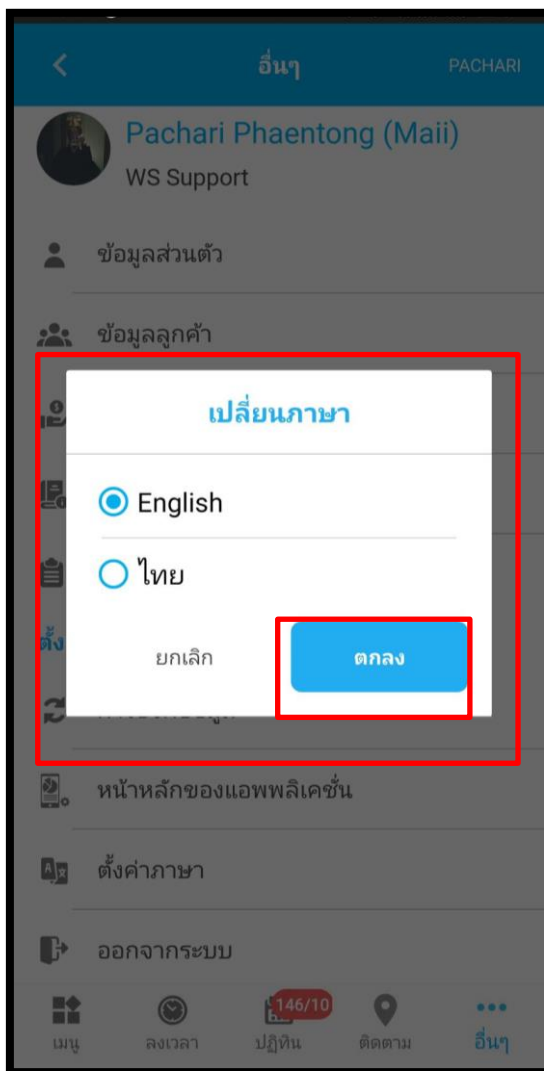 อื่นๆ
PACHARI
Pachari Phaentong (Maii)
WS Support
ข้อมูลส่วนตัว
ข้อมูลลูกค้า
เปลี่ยนภาษา
English
ไทย
ยกเลิก
ตกลง
ตั้ง
หน้าหลักของแอพพลิเคชั่น
ตั้งค่าภาษา
ออกจากระบบ
146/10
เมนู
ลงเวลา
ปฏิทิน
ติดตาม
อื่นๆ